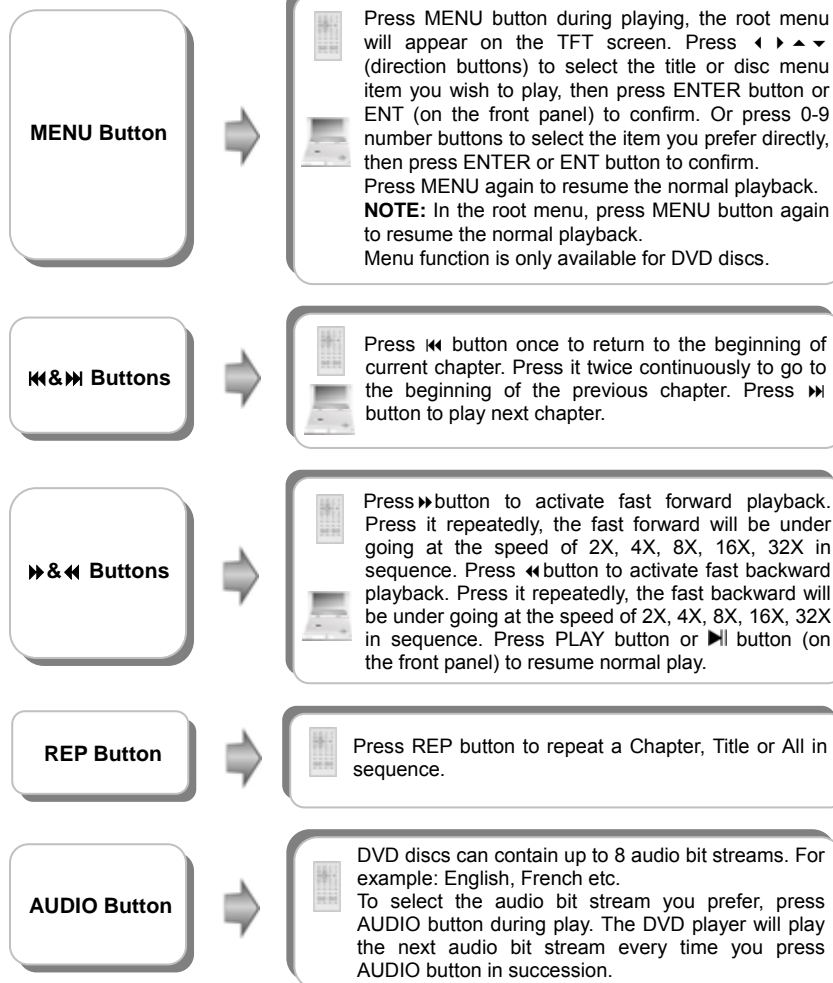 MENU Button
Press MENU button during playing, the root menu
will appear on the TFT screen. Press ◂ ▸ ▴ ▾
(direction buttons) to select the title or disc menu
item you wish to play, then press ENTER button or
ENT (on the front panel) to confirm. Or press 0-9
number buttons to select the item you prefer directly,
then press ENTER or ENT button to confirm.
Press MENU again to resume the normal playback.
NOTE: In the root menu, press MENU button again
to resume the normal playback.
Menu function is only available for DVD discs.
⏮&⏭ Buttons
Press ⏮ button once to return to the beginning of
current chapter. Press it twice continuously to go to
the beginning of the previous chapter. Press ⏭
button to play next chapter.
⏩&⏪ Buttons
Press ⏩ button to activate fast forward playback.
Press it repeatedly, the fast forward will be under
going at the speed of 2X, 4X, 8X, 16X, 32X in
sequence. Press ⏪ button to activate fast backward
playback. Press it repeatedly, the fast backward will
be under going at the speed of 2X, 4X, 8X, 16X, 32X
in sequence. Press PLAY button or ⏯ button (on
the front panel) to resume normal play.
REP Button
Press REP button to repeat a Chapter, Title or All in
sequence.
AUDIO Button
DVD discs can contain up to 8 audio bit streams. For
example: English, French etc.
To select the audio bit stream you prefer, press
AUDIO button during play. The DVD player will play
the next audio bit stream every time you press
AUDIO button in succession.